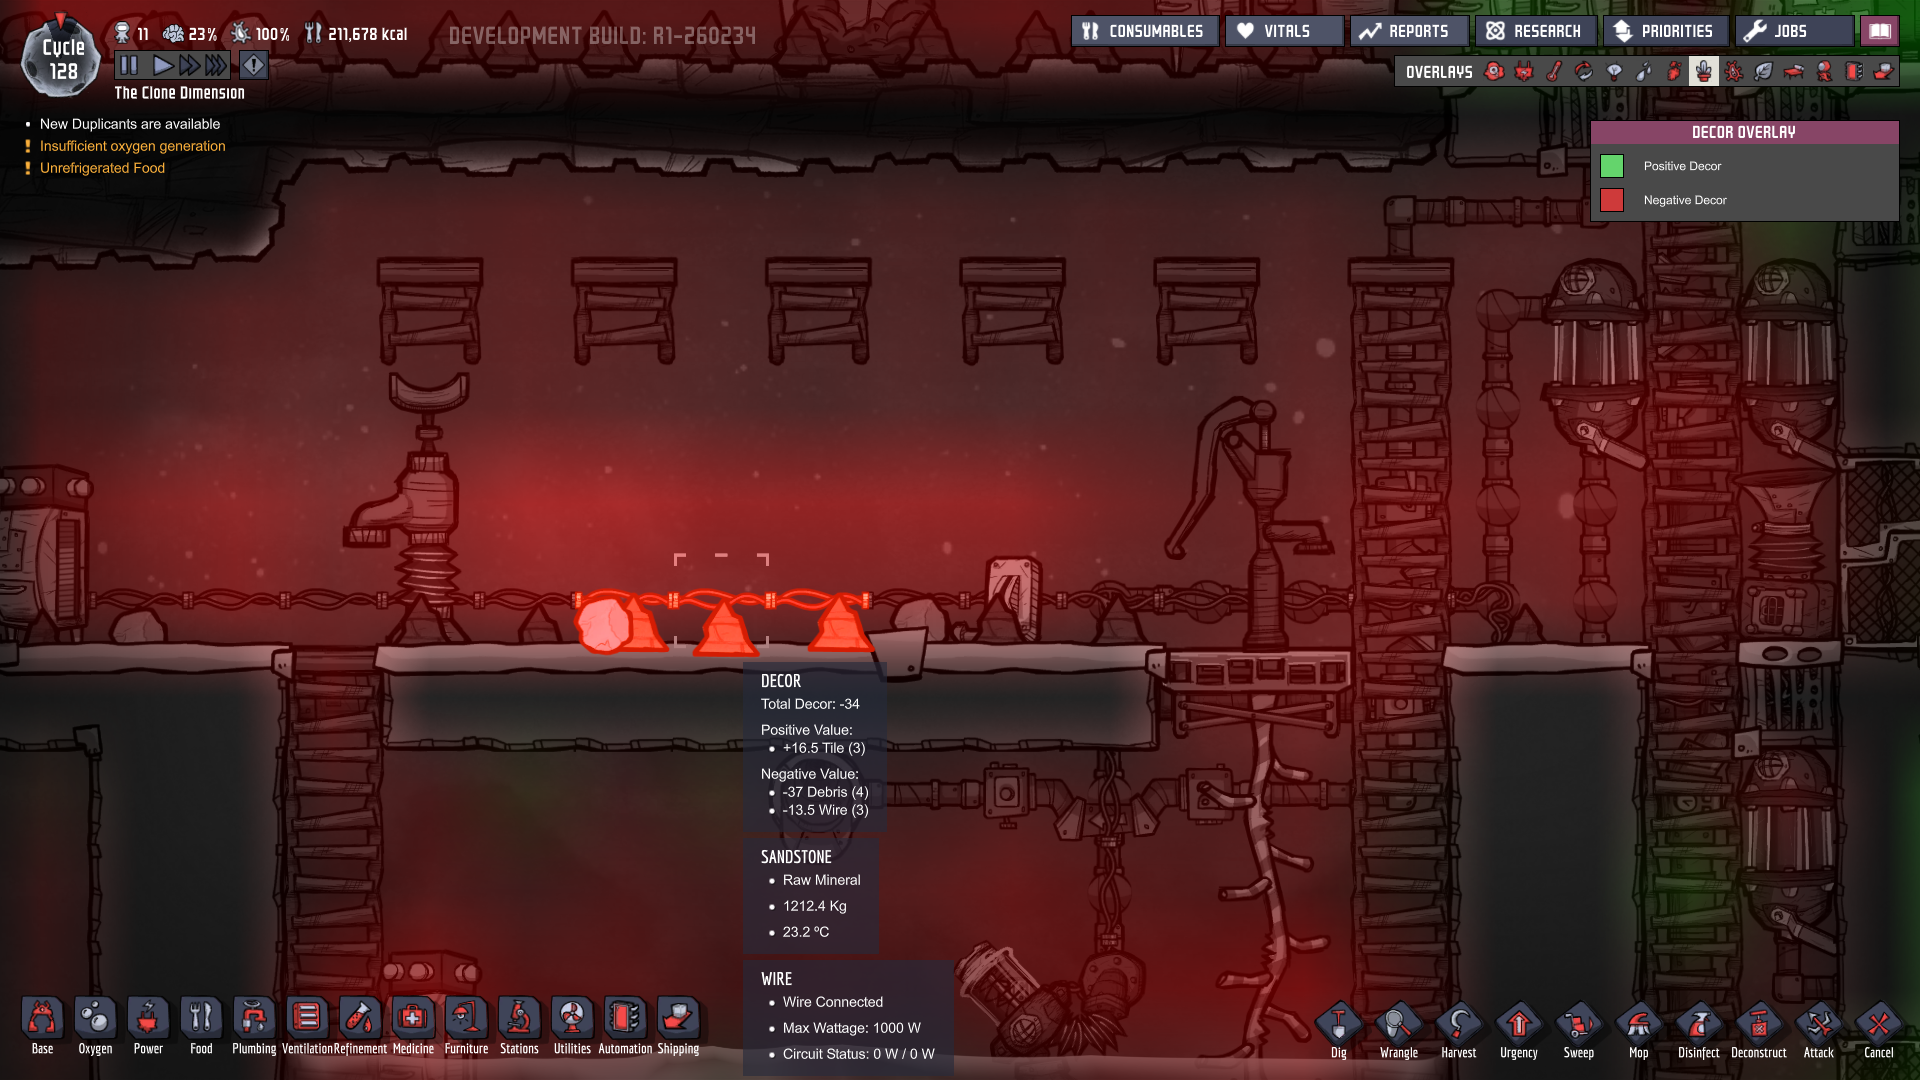 Cycle
128
11
23%
100%
211,678 kcal
The Clone Dimension
DEVELOPMENT BUILD: R1-260234
CONSUMABLES
VITALS
REPORTS
RESEARCH
PRIORITIES
JOBS
OVERLAYS
New Duplicants are available
Insufficient oxygen generation
Unrefrigerated Food
DECOR OVERLAY
Positive Decor
Negative Decor
DECOR
Total Decor: -34
Positive Value:
• +16.5 Tile (3)
Negative Value:
• -37 Debris (4)
• -13.5 Wire (3)
SANDSTONE
• Raw Mineral
• 1212.4 Kg
• 23.2 ºC
WIRE
• Wire Connected
• Max Wattage: 1000 W
• Circuit Status: 0 W / 0 W
Base
Oxygen
Power
Food
Plumbing
Ventilation
Refinement
Medicine
Furniture
Stations
Utilities
Automation
Shipping
Dig
Wrangle
Harvest
Urgency
Sweep
Mop
Disinfect
Deconstruct
Attack
Cancel